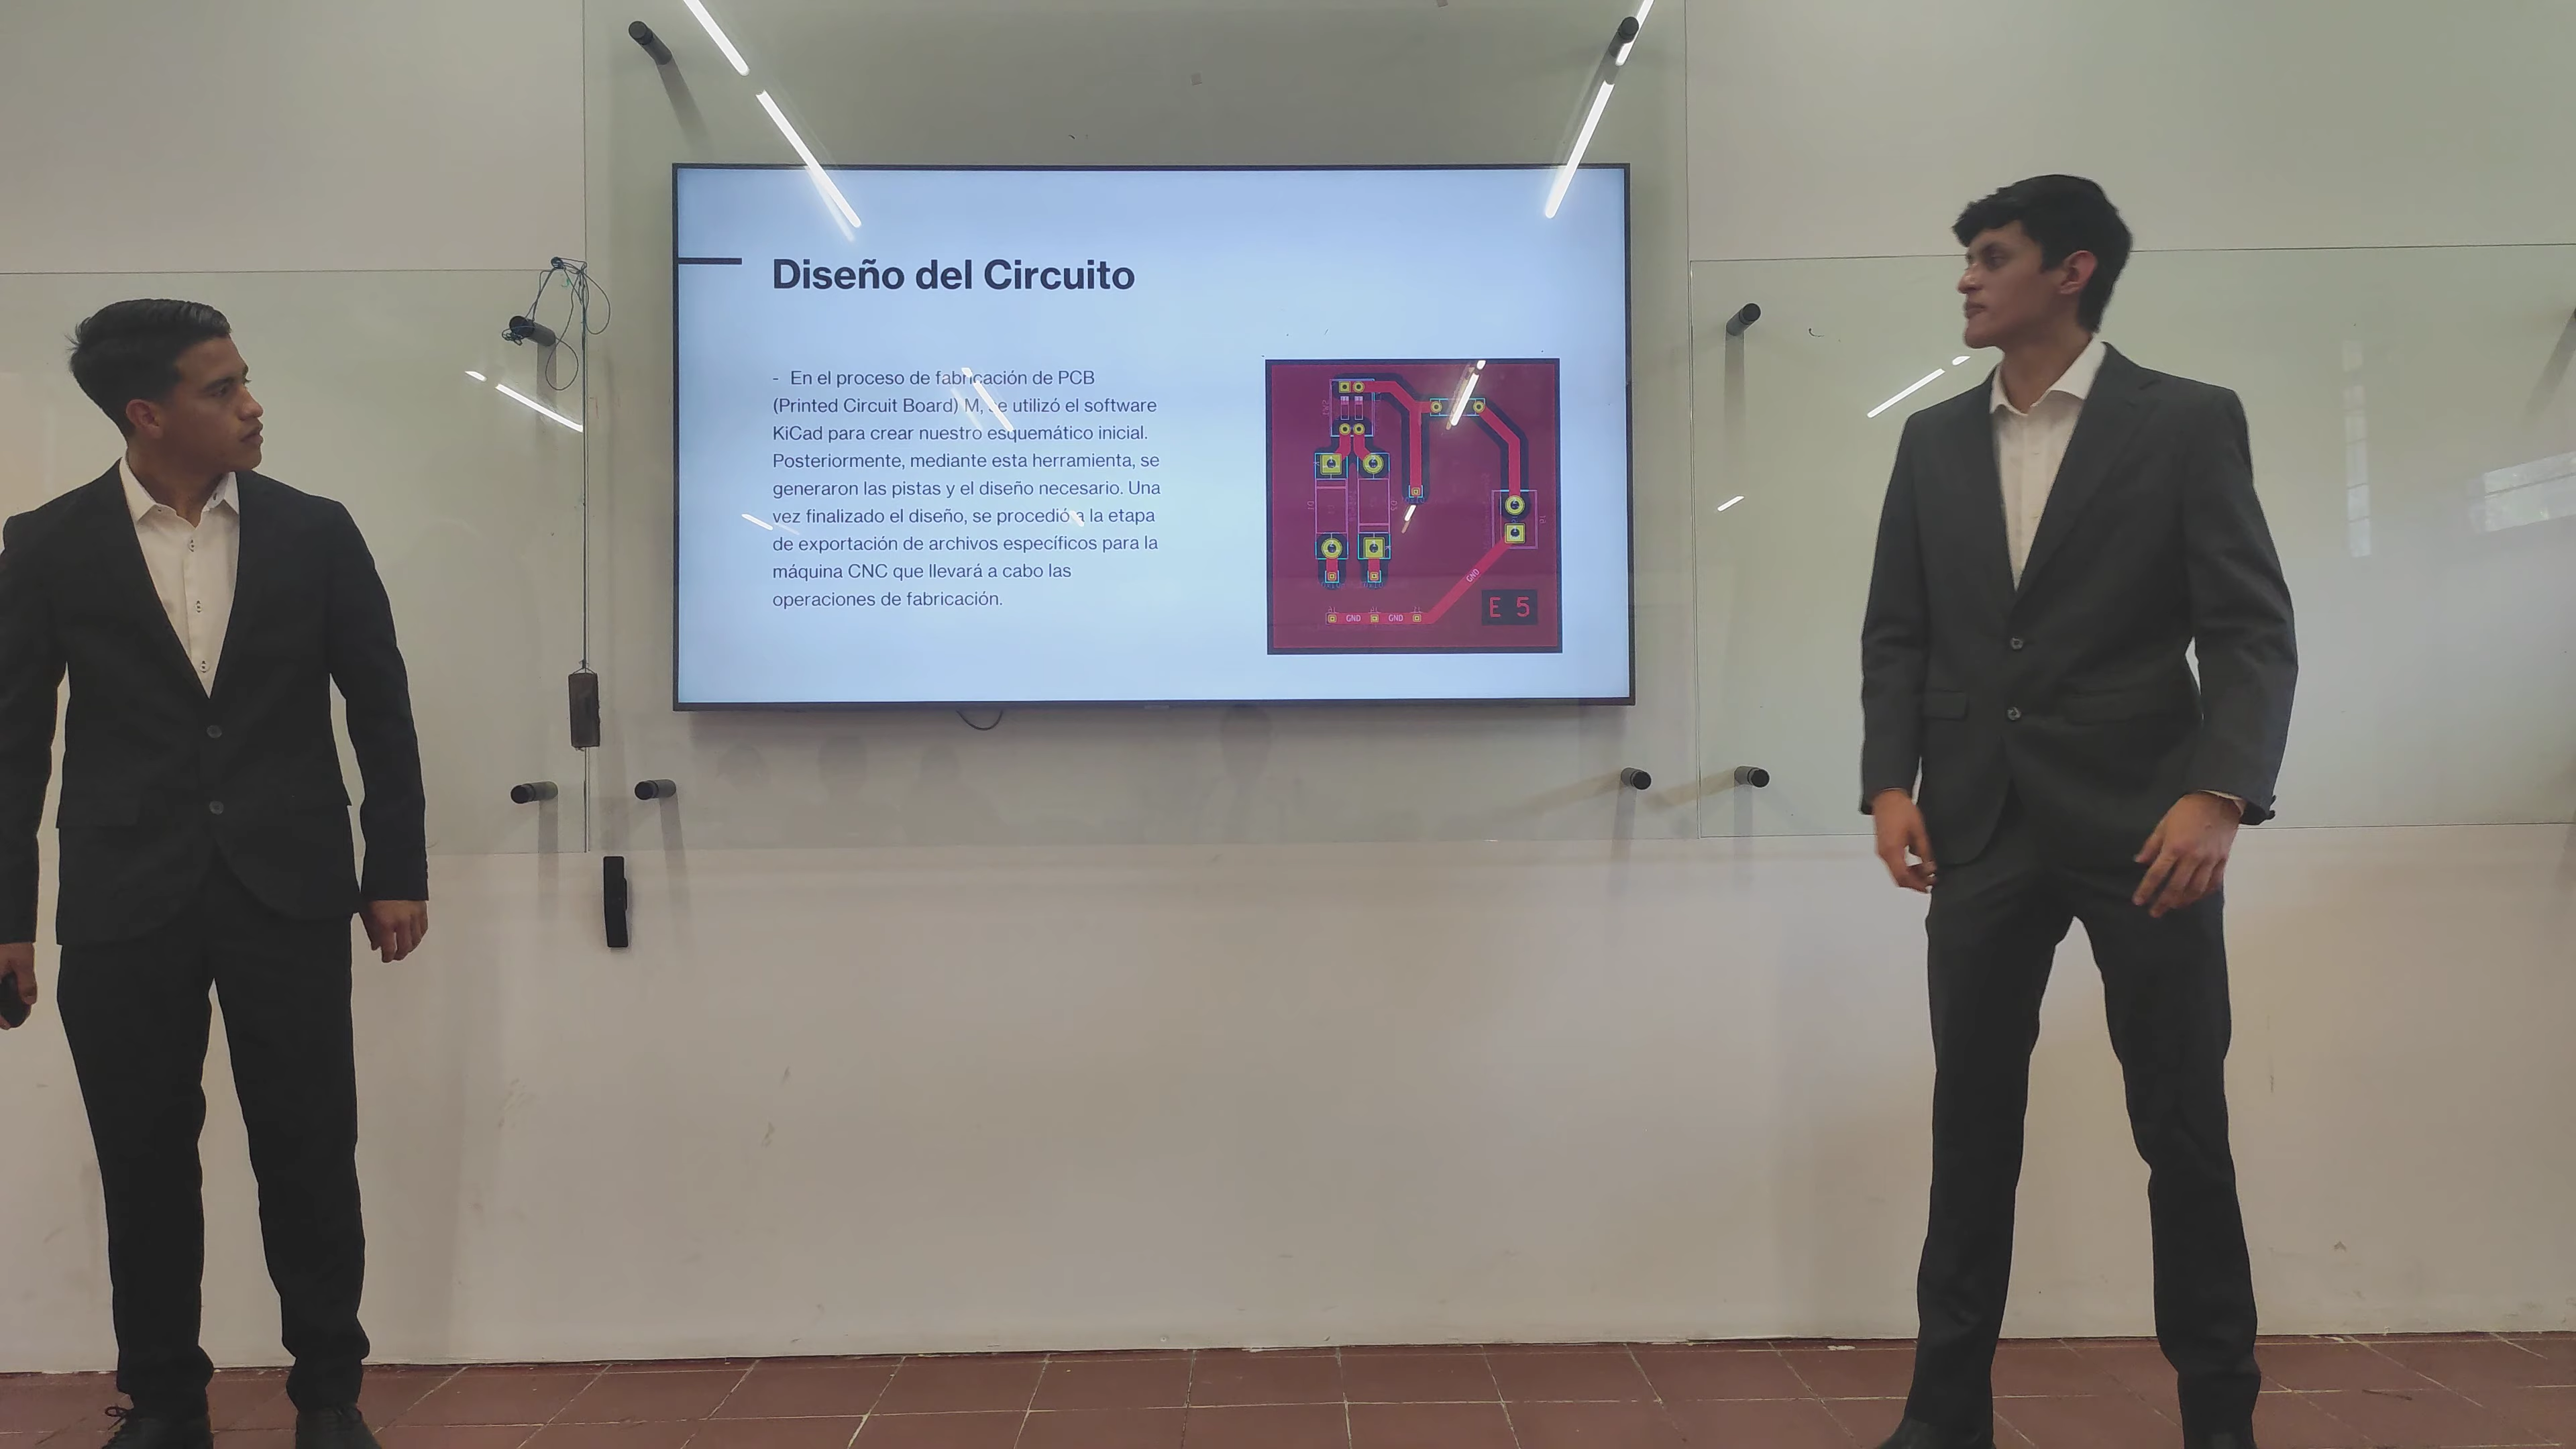 Diseño del Circuito
- En el proceso de fabricación de PCB
(Printed Circuit Board) M, se utilizó el software
KiCad para crear nuestro esquemático inicial.
Posteriormente, mediante esta herramienta, se
generaron las pistas y el diseño necesario. Una
vez finalizado el diseño, se procedió a la etapa
de exportación de archivos específicos para la
máquina CNC que llevará a cabo las
operaciones de fabricación.
GND
E 5
GND GND